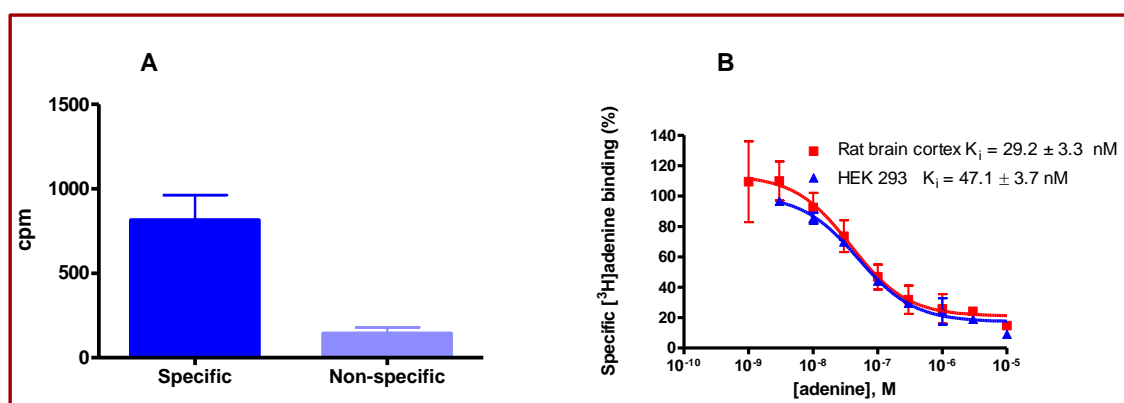 A
1500
1000
500
0
cpm
Specific
Non-specific
B
Specific [³H]adenine binding (%)
140
120
100
80
60
40
20
0
Rat brain cortex Kᵢ = 29.2 ± 3.3 nM
HEK 293 Kᵢ = 47.1 ± 3.7 nM
10⁻¹⁰
10⁻⁹
10⁻⁸
10⁻⁷
10⁻⁶
10⁻⁵
[adenine], M